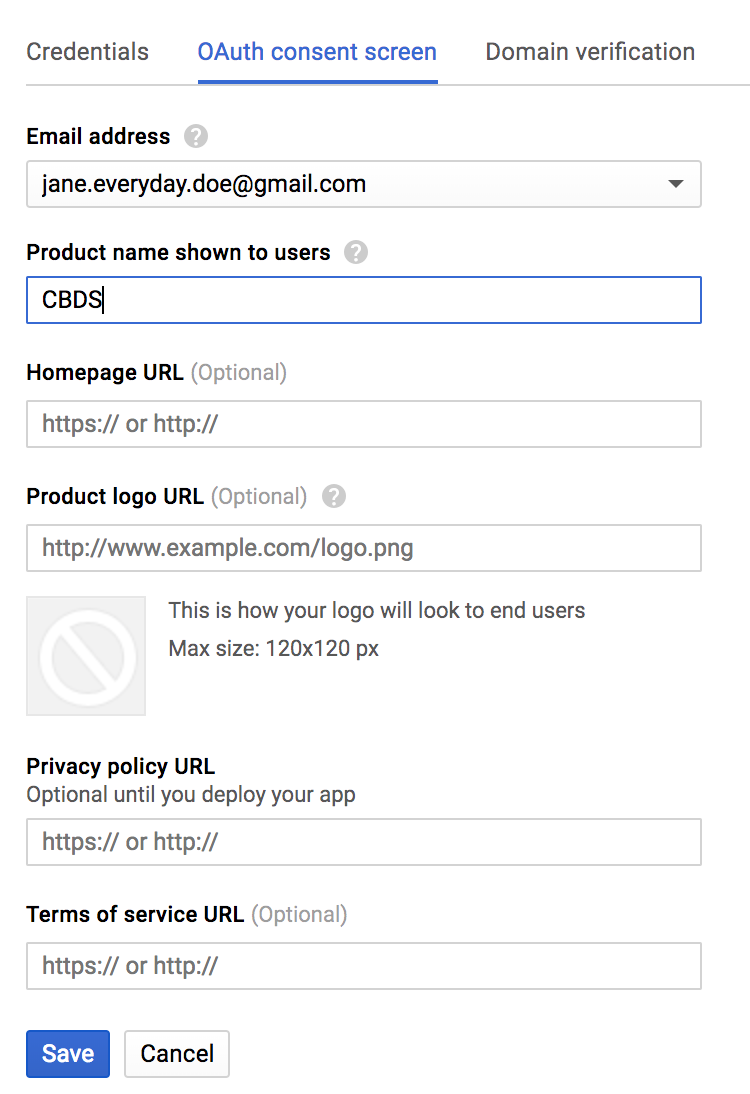 Credentials OAuth consent screen Domain verification
Email address ?
jane.everyday.doe@gmail.com
Product name shown to users ?
CBDS
Homepage URL (Optional)
https:// or http://
Product logo URL (Optional) ?
http://www.example.com/logo.png
This is how your logo will look to end users
Max size: 120x120 px
Privacy policy URL
Optional until you deploy your app
https:// or http://
Terms of service URL (Optional)
https:// or http://
Save Cancel